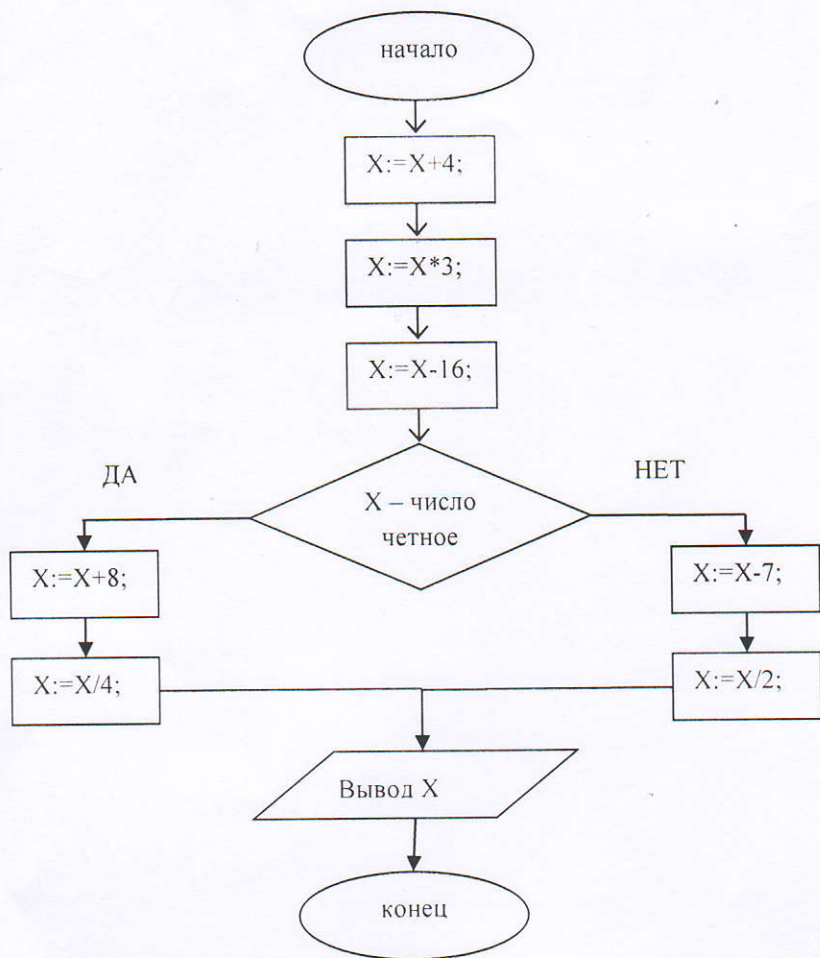 начало
X:=X+4;
X:=X*3;
X:=X-16;
ДА
НЕТ
X – число
четное
X:=X+8;
X:=X-7;
X:=X/4;
X:=X/2;
Вывод X
конец